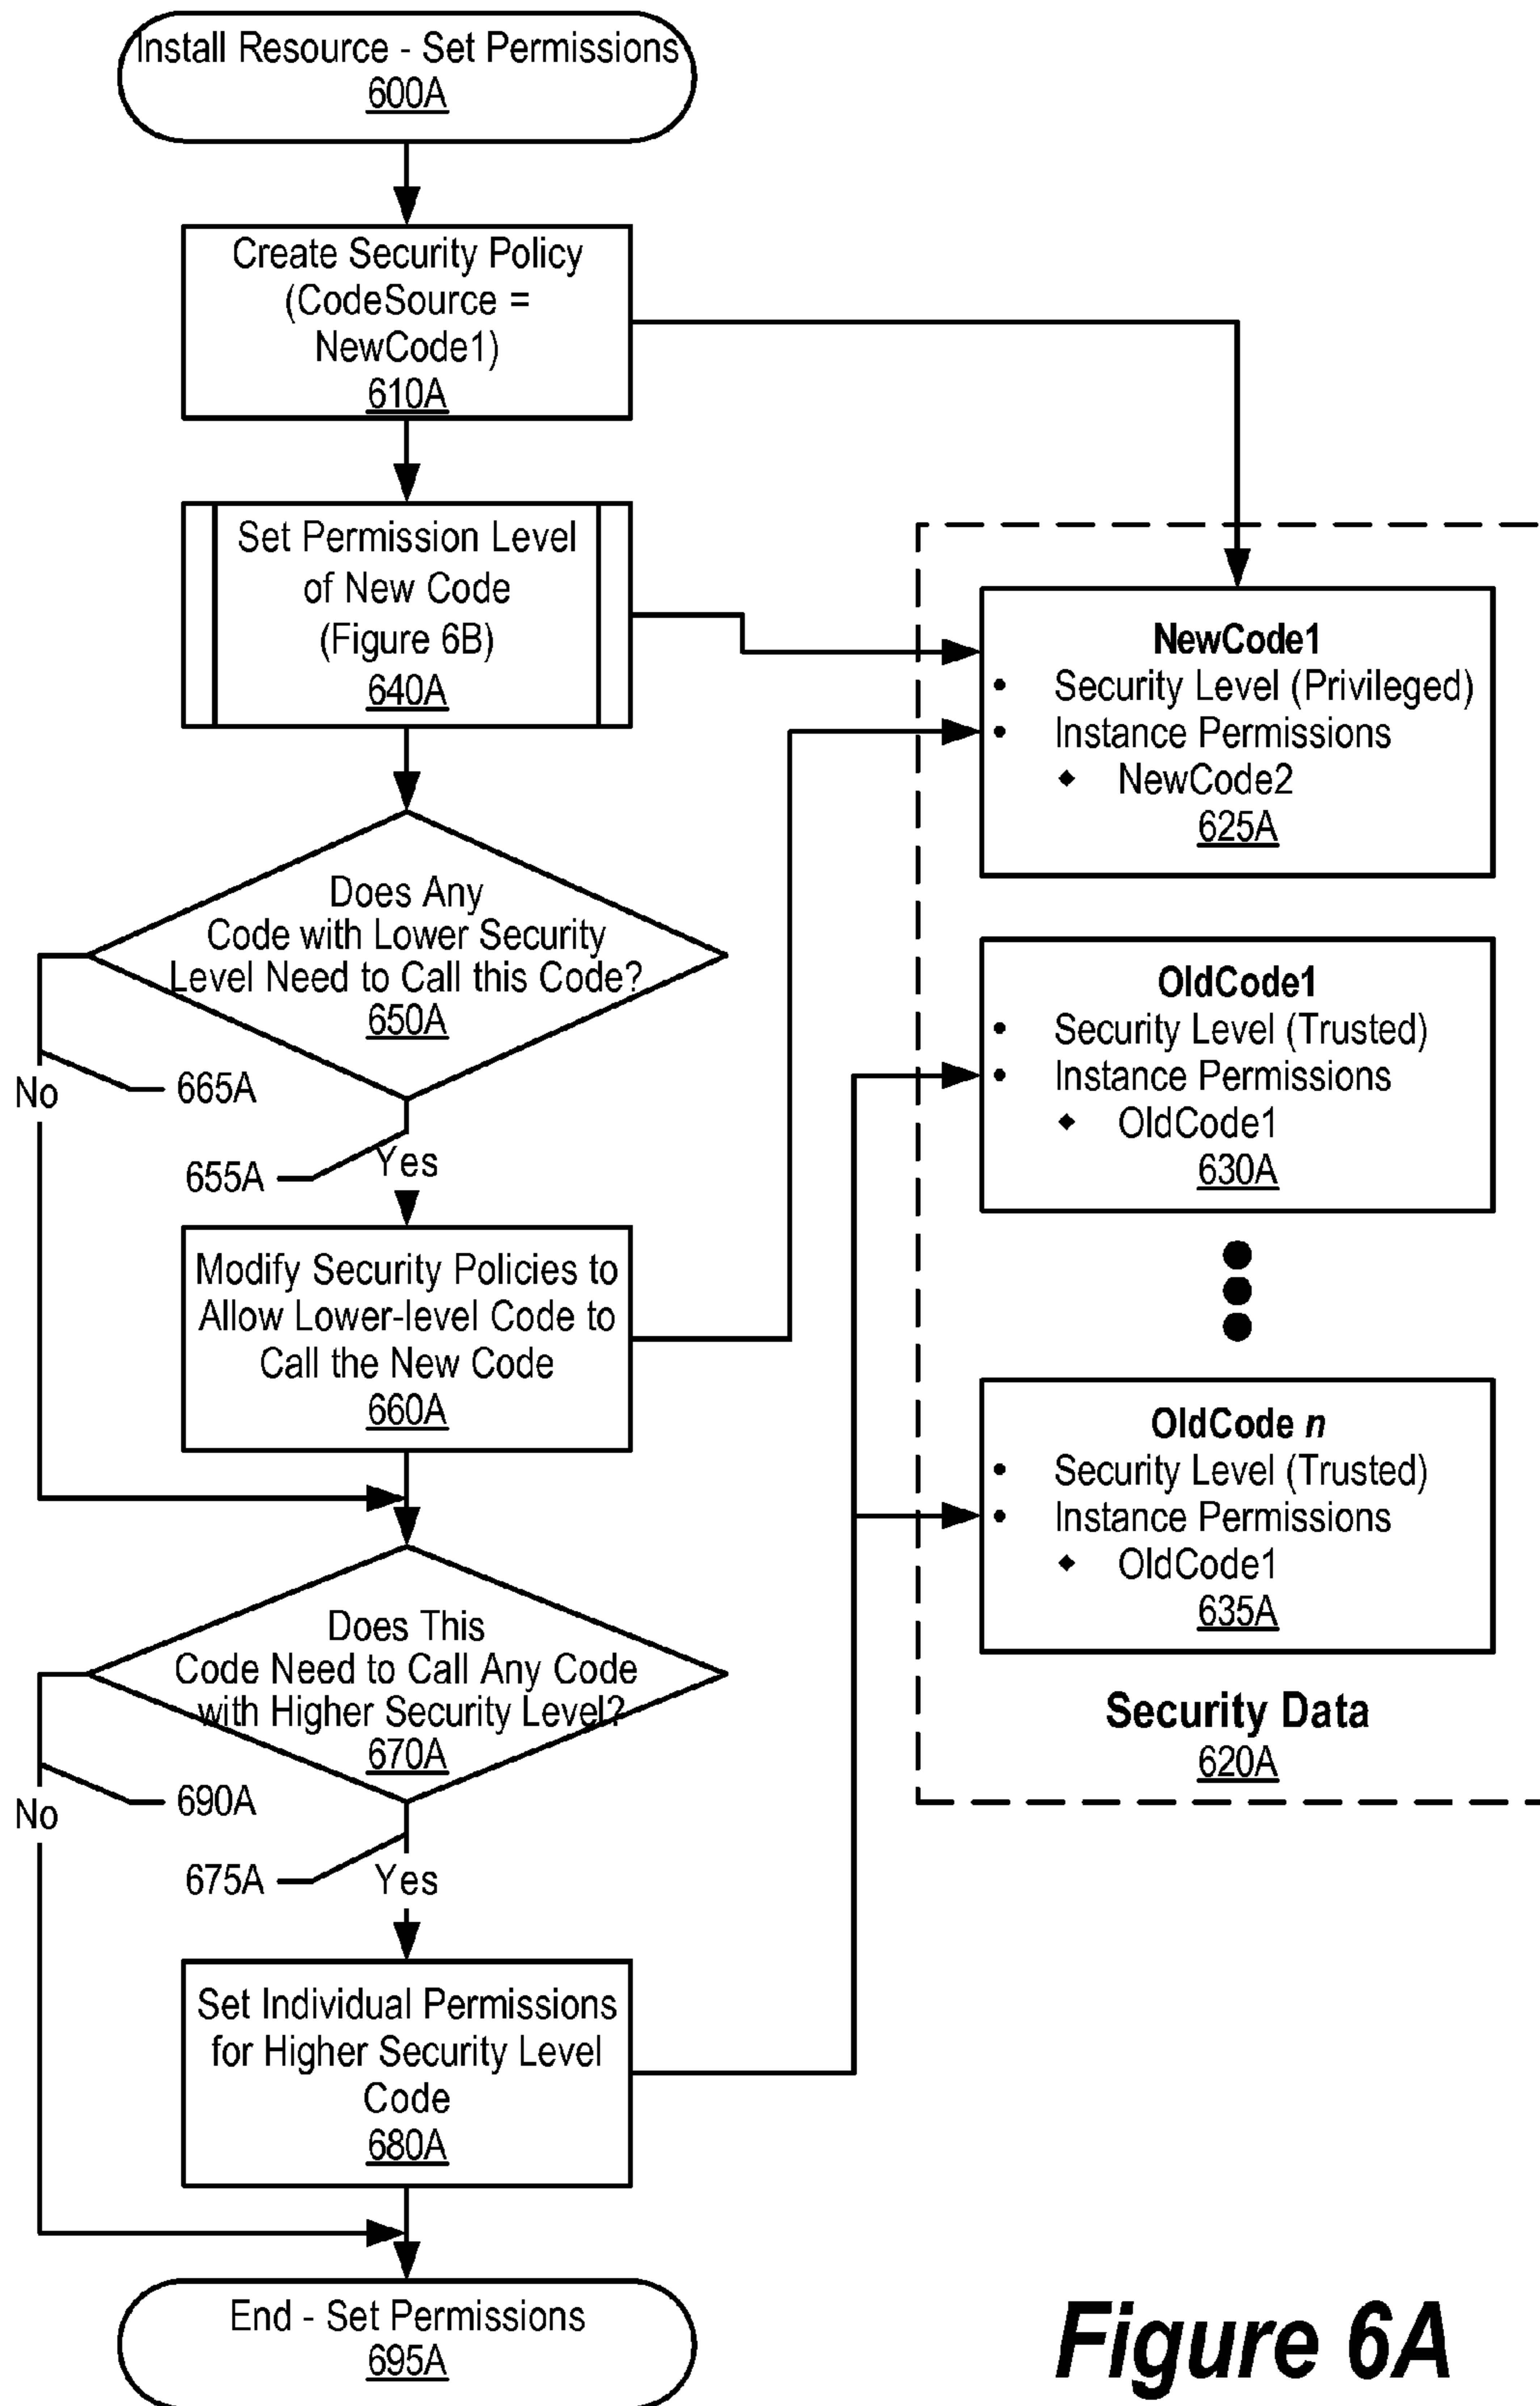 Install Resource - Set Permissions
600A
Create Security Policy
(CodeSource =
NewCode1)
610A
Set Permission Level
of New Code
(Figure 6B)
640A
Does Any
Code with Lower Security
Level Need to Call this Code?
650A
No
665A
655A
Yes
Modify Security Policies to
Allow Lower-level Code to
Call the New Code
660A
Does This
Code Need to Call Any Code
with Higher Security Level?
670A
No
690A
675A
Yes
Set Individual Permissions
for Higher Security Level
Code
680A
End - Set Permissions
695A
NewCode1
• Security Level (Privileged)
• Instance Permissions
◆ NewCode2
625A
OldCode1
• Security Level (Trusted)
• Instance Permissions
◆ OldCode1
630A
OldCode n
• Security Level (Trusted)
• Instance Permissions
◆ OldCode1
635A
Security Data
620A
Figure 6A